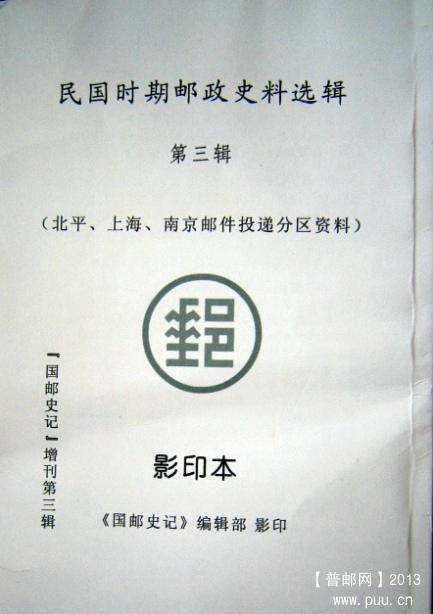 民国时期邮政史料选辑
第三辑
（北平、上海、南京邮件投递分区资料）
郵
『国邮史记』增刊第三辑
影印本
《国邮史记》编辑部 影印
【普邮网】2013
www.puu.cn